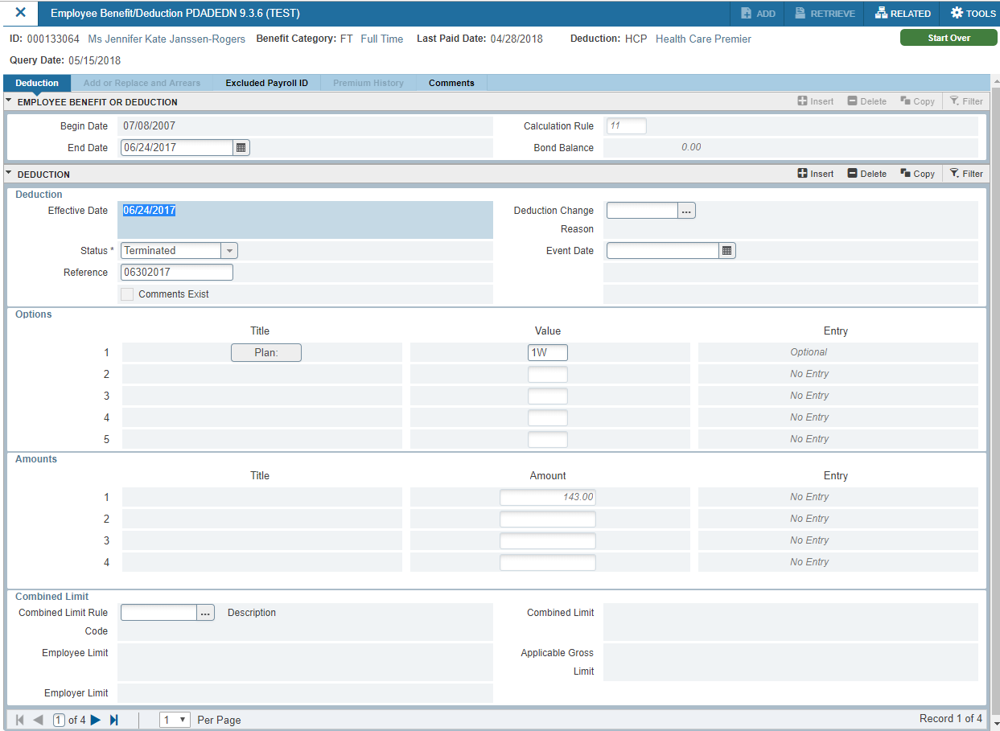 ✕ Employee Benefit/Deduction PDADEDN 9.3.6 (TEST) ADD RETRIEVE RELATED TOOLS
ID: 000133064 Ms Jennifer Kate Janssen-Rogers Benefit Category: FT Full Time Last Paid Date: 04/28/2018 Deduction: HCP Health Care Premier Start Over
Query Date: 05/15/2018
Deduction Add or Replace and Arrears Excluded Payroll ID Premium History Comments
EMPLOYEE BENEFIT OR DEDUCTION Insert Delete Copy Filter
Begin Date 07/08/2007 Calculation Rule 11
End Date 06/24/2017 Bond Balance 0.00
DEDUCTION Insert Delete Copy Filter
Deduction
Effective Date 06/24/2017 Deduction Change ...
Reason
Status * Terminated Event Date
Reference 06302017
Comments Exist
Options
Title Value Entry
1 Plan: 1W Optional
2 No Entry
3 No Entry
4 No Entry
5 No Entry
Amounts
Title Amount Entry
1 143.00 No Entry
2 No Entry
3 No Entry
4 No Entry
Combined Limit
Combined Limit Rule ... Description Combined Limit
Code
Employee Limit Applicable Gross
Limit
Employer Limit
1 of 4 1 Per Page Record 1 of 4